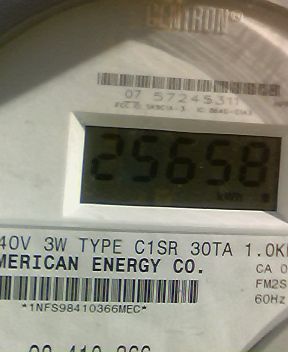 CENTRON®
07 57245311
25658
kWh
40V 3W TYPE C1SR 30TA 1.0K
MERICAN ENERGY CO.
CA 0
FM2S
60Hz
*1NFS98410366MEC*